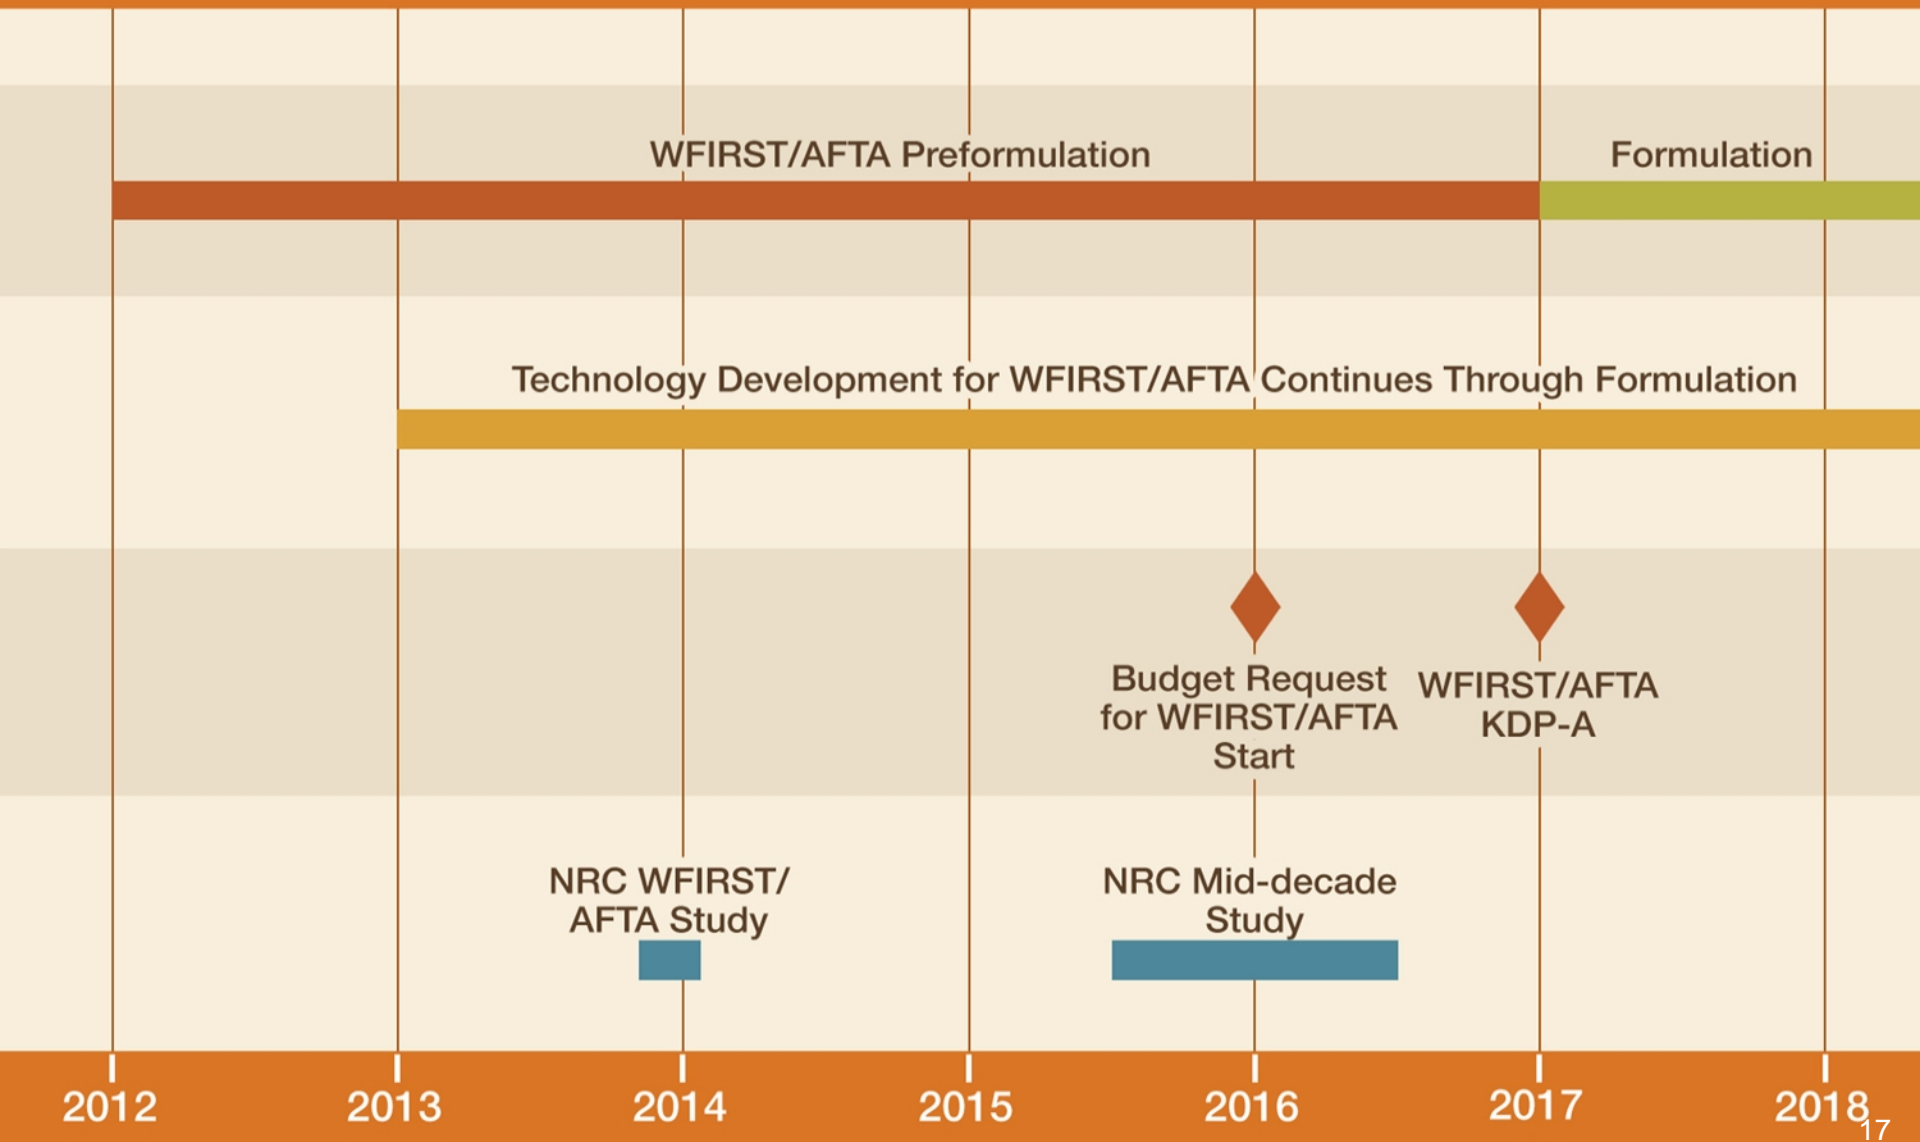 WFIRST/AFTA Preformulation
Formulation
Technology Development for WFIRST/AFTA Continues Through Formulation
Budget Request
for WFIRST/AFTA
Start
WFIRST/AFTA
KDP-A
NRC WFIRST/
AFTA Study
NRC Mid-decade
Study
2012
2013
2014
2015
2016
2017
2018
17